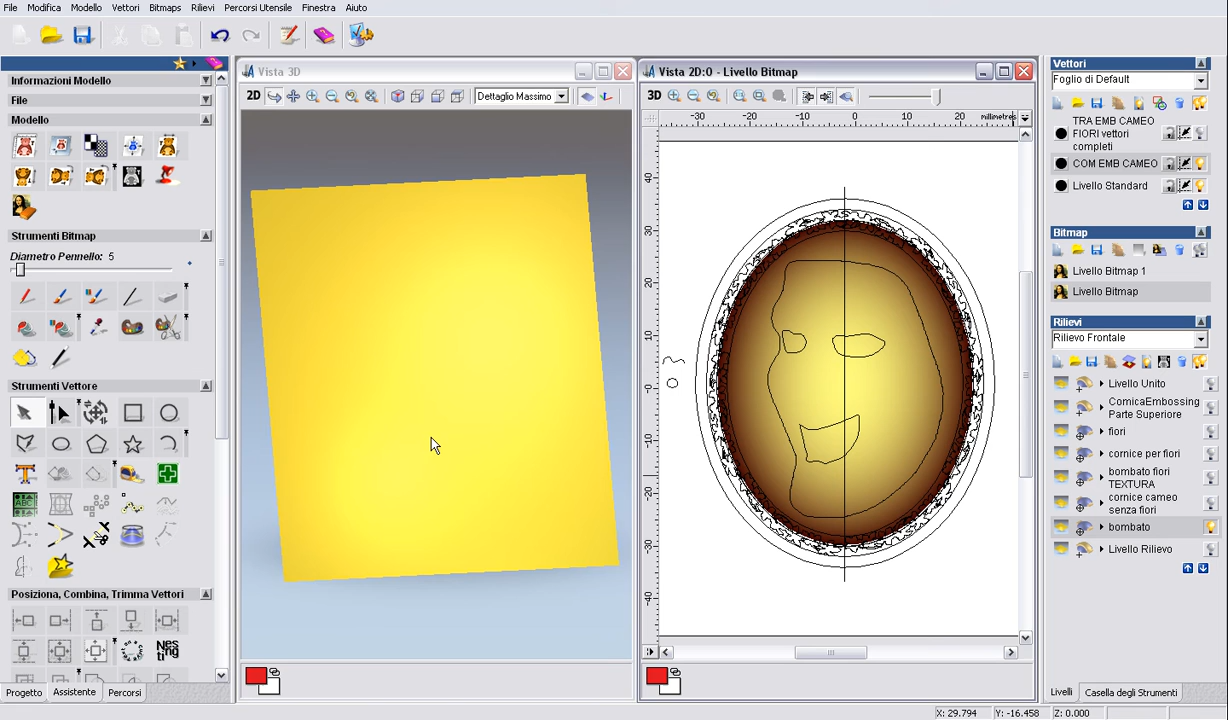 File Modifica Modello Vettori Bitmaps Rilievi Percorsi Utensile Finestra Aiuto
Informazioni Modello
File
Modello
Strumenti Bitmap
Diametro Pennello: 5
Strumenti Vettore
Posiziona, Combina, Trimma Vettori
Progetto Assistente Percorsi
Vista 3D
2D Dettaglio Massimo
Vista 2D:0 - Livello Bitmap
3D
-30 -20 -10 0 10 20 millimetres
40
30
20
10
-0
-10
-20
-30
-40
Vettori
Foglio di Default
TRA EMB CAMEO
FIORI vettori
completi
COM EMB CAMEO
Livello Standard
Bitmap
Livello Bitmap 1
Livello Bitmap
Rilievi
Rilievo Frontale
Livello Unito
ComicaEmbossing
Parte Superiore
fiori
cornice per fiori
bombato fiori
TEXTURA
cornice cameo
senza fiori
bombato
Livello Rilievo
Livelli Casella degli Strumenti
X: 29.794 Y: -16.458 Z: 0.000